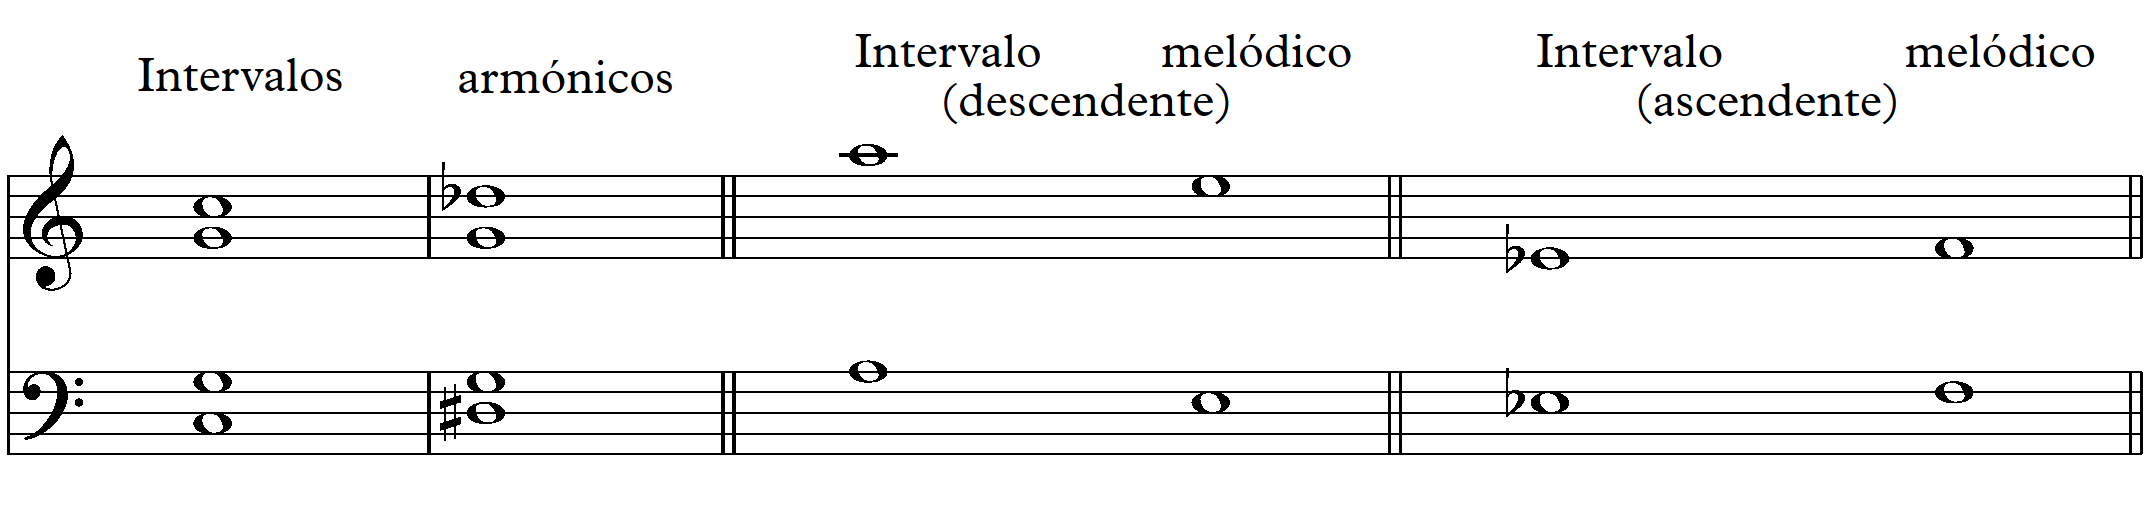 Intervalos armónicos
Intervalo melódico
(descendente)
Intervalo melódico
(ascendente)